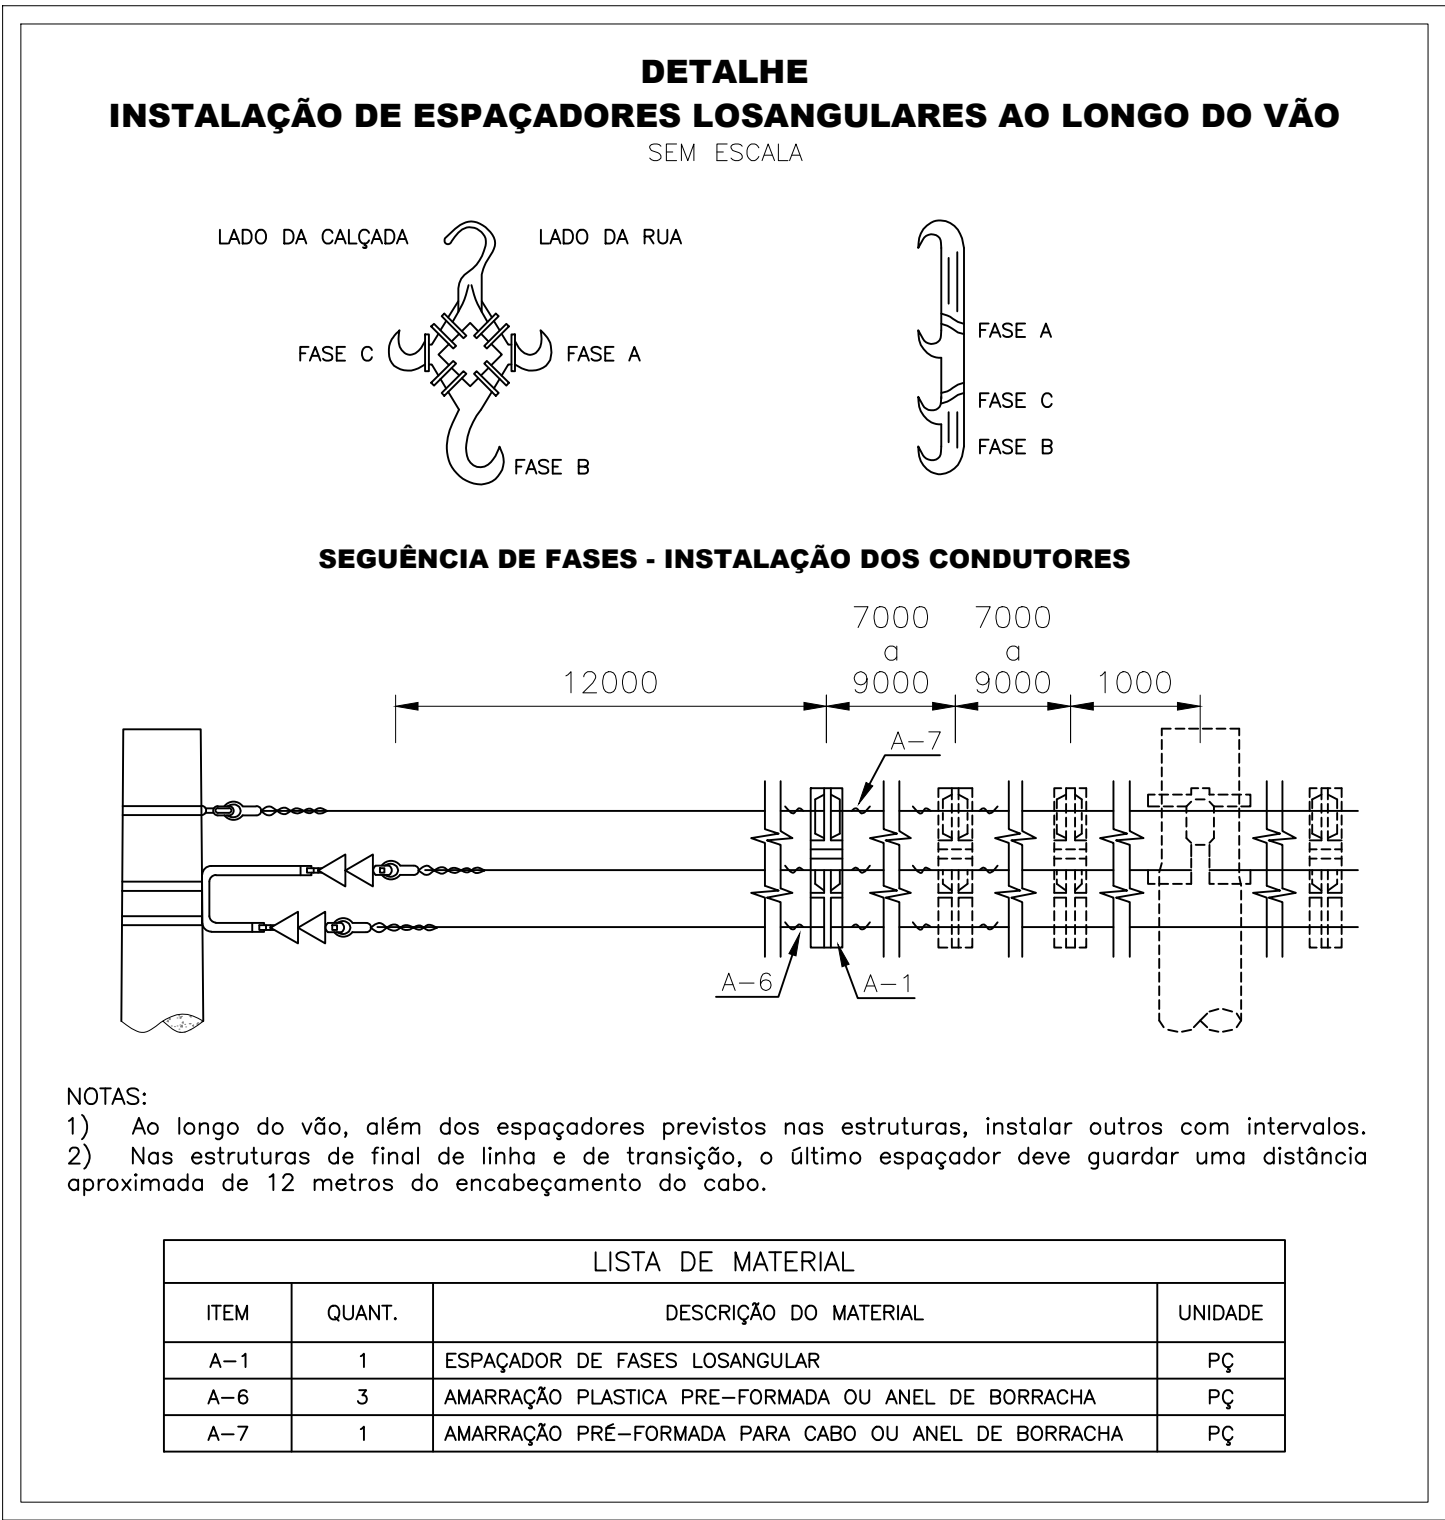 DETALHE
INSTALAÇÃO DE ESPAÇADORES LOSANGULARES AO LONGO DO VÃO
SEM ESCALA
LADO DA CALÇADA
LADO DA RUA
FASE C
FASE A
FASE B
FASE A
FASE C
FASE B
SEGUÊNCIA DE FASES - INSTALAÇÃO DOS CONDUTORES
12000
7000
a
9000
7000
a
9000
1000
A-7
A-6
A-1
NOTAS:
1) Ao longo do vão, além dos espaçadores previstos nas estruturas, instalar outros com intervalos.
2) Nas estruturas de final de linha e de transição, o último espaçador deve guardar uma distância
aproximada de 12 metros do encabeçamento do cabo.
LISTA DE MATERIAL
ITEM QUANT. DESCRIÇÃO DO MATERIAL UNIDADE
A-1 1 ESPAÇADOR DE FASES LOSANGULAR PÇ
A-6 3 AMARRAÇÃO PLASTICA PRE-FORMADA OU ANEL DE BORRACHA PÇ
A-7 1 AMARRAÇÃO PRÉ-FORMADA PARA CABO OU ANEL DE BORRACHA PÇ